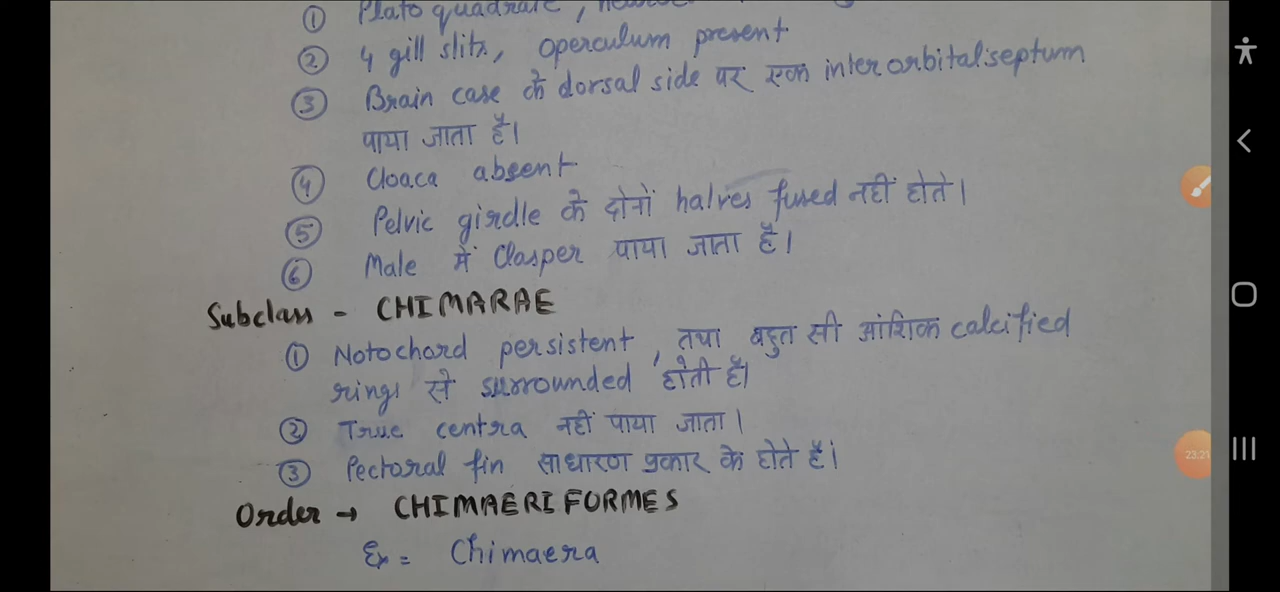 ① Plato quadrate,
② 4 gill slits, operculum present
③ Brain case के dorsal side पर एक interorbital septum
पाया जाता है।
④ Cloaca absent
⑤ Pelvic girdle के दोनों halves fused नहीं होते।
⑥ Male में Clasper पाया जाता है।
Subclass - CHIMARAE
① Notochord persistent, तथा बहुत सी आंशिक calcified
rings से surrounded होती है।
② True centra नहीं पाया जाता।
③ Pectoral fin साधारण प्रकार के होते है।
Order → CHIMAERIFORMES
Ex = Chimaera
23:21